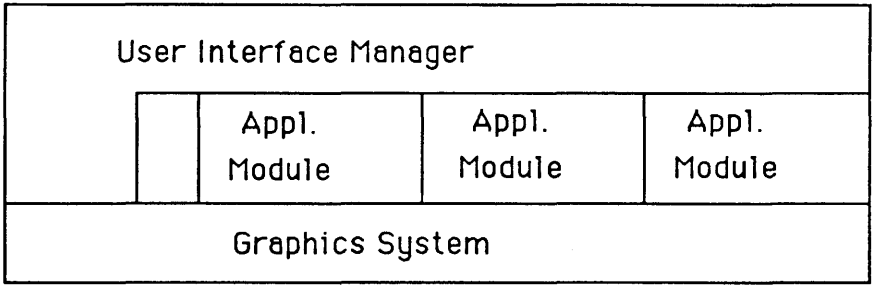 User Interface Manager
Appl. Appl. Appl.
Module Module Module
Graphics System